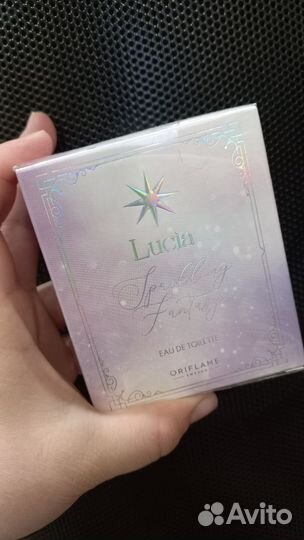 Lucia
Sparkling
Fantasy
EAU DE TOILETTE
ORIFLAME
SWEDEN
Avito